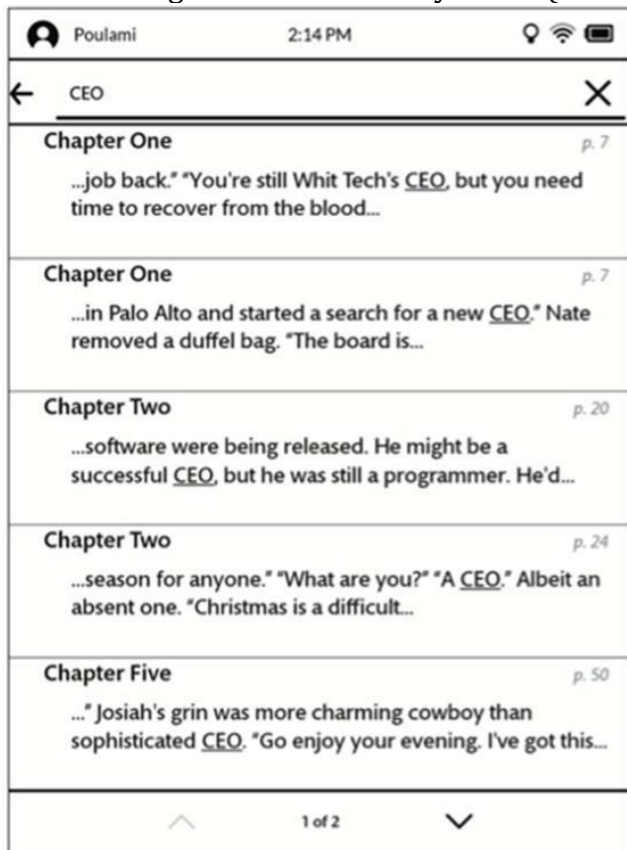 Poulami 2:14 PM
CEO
Chapter One p. 7
...job back." "You're still Whit Tech's CEO, but you need
time to recover from the blood...
Chapter One p. 7
...in Palo Alto and started a search for a new CEO." Nate
removed a duffel bag. "The board is...
Chapter Two p. 20
...software were being released. He might be a
successful CEO, but he was still a programmer. He'd...
Chapter Two p. 24
...season for anyone." "What are you?" "A CEO." Albeit an
absent one. "Christmas is a difficult...
Chapter Five p. 50
..." Josiah's grin was more charming cowboy than
sophisticated CEO. "Go enjoy your evening. I've got this...
1 of 2